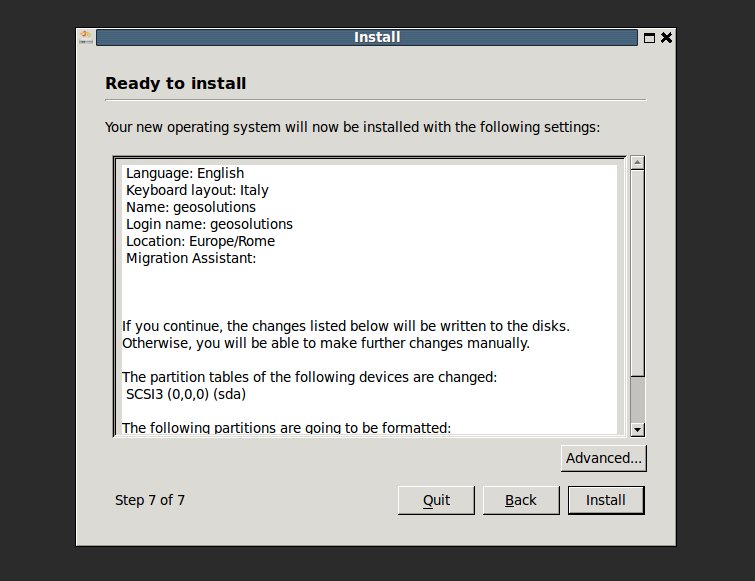 Install
Ready to install
Your new operating system will now be installed with the following settings:
Language: English
Keyboard layout: Italy
Name: geosolutions
Login name: geosolutions
Location: Europe/Rome
Migration Assistant:
If you continue, the changes listed below will be written to the disks.
Otherwise, you will be able to make further changes manually.
The partition tables of the following devices are changed:
SCSI3 (0,0,0) (sda)
The following partitions are going to be formatted:
Advanced...
Step 7 of 7
Quit
Back
Install